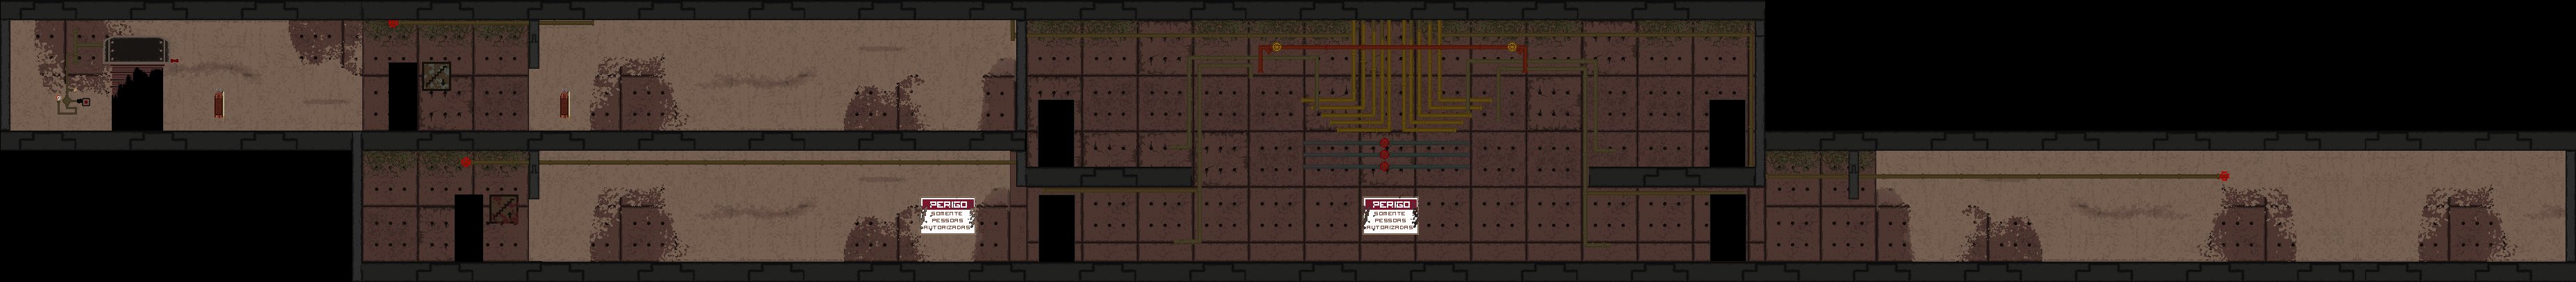 PERIGO
SOMENTE
PESSOAS
AUTORIZADAS
PERIGO
SOMENTE
PESSOAS
AUTORIZADAS